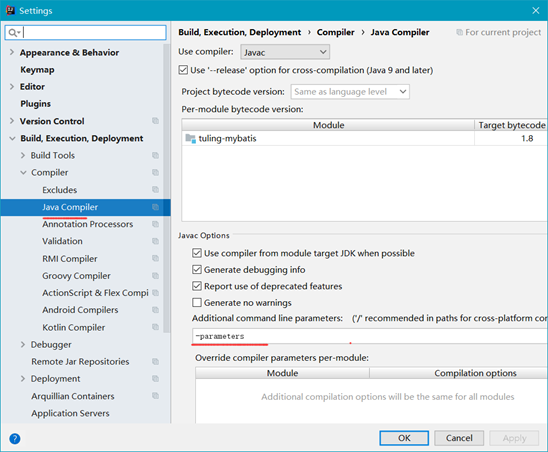 Settings
Appearance & Behavior
Keymap
Editor
Plugins
Version Control
Build, Execution, Deployment
Build Tools
Compiler
Excludes
Java Compiler
Annotation Processors
Validation
RMI Compiler
Groovy Compiler
ActionScript & Flex Compi
Android Compilers
Kotlin Compiler
Debugger
Remote Jar Repositories
Deployment
Arquillian Containers
Application Servers
Build, Execution, Deployment › Compiler › Java Compiler
For current project
Use compiler: Javac
Use '--release' option for cross-compilation (Java 9 and later)
Project bytecode version: Same as language level
Per-module bytecode version:
Module Target bytecode
tuling-mybatis 1.8
Javac Options
Use compiler from module target JDK when possible
Generate debugging info
Report use of deprecated features
Generate no warnings
Additional command line parameters: ('/' recommended in paths for cross-platform con
-parameters
Override compiler parameters per-module:
Module Compilation options
Additional compilation options will be the same for all modules
? OK Cancel Apply